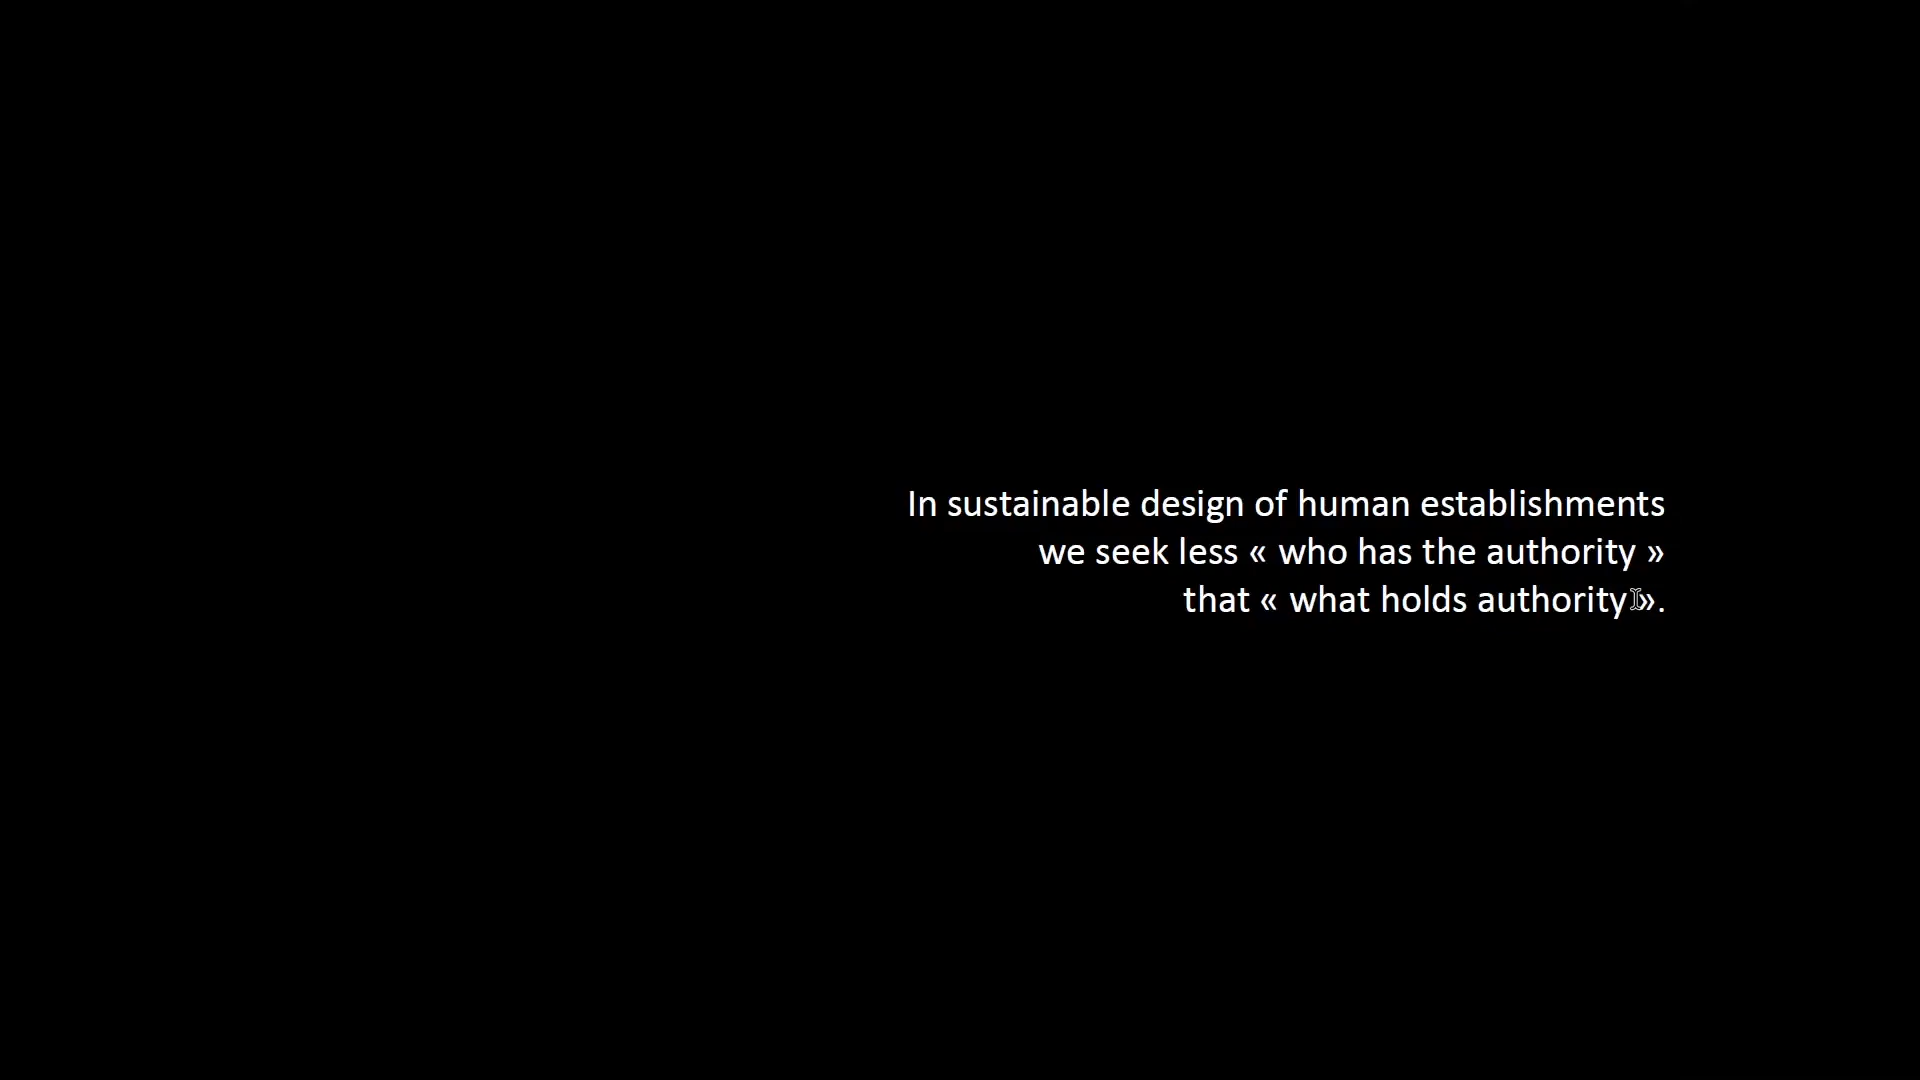 In sustainable design of human establishments
we seek less « who has the authority »
that « what holds authority ».